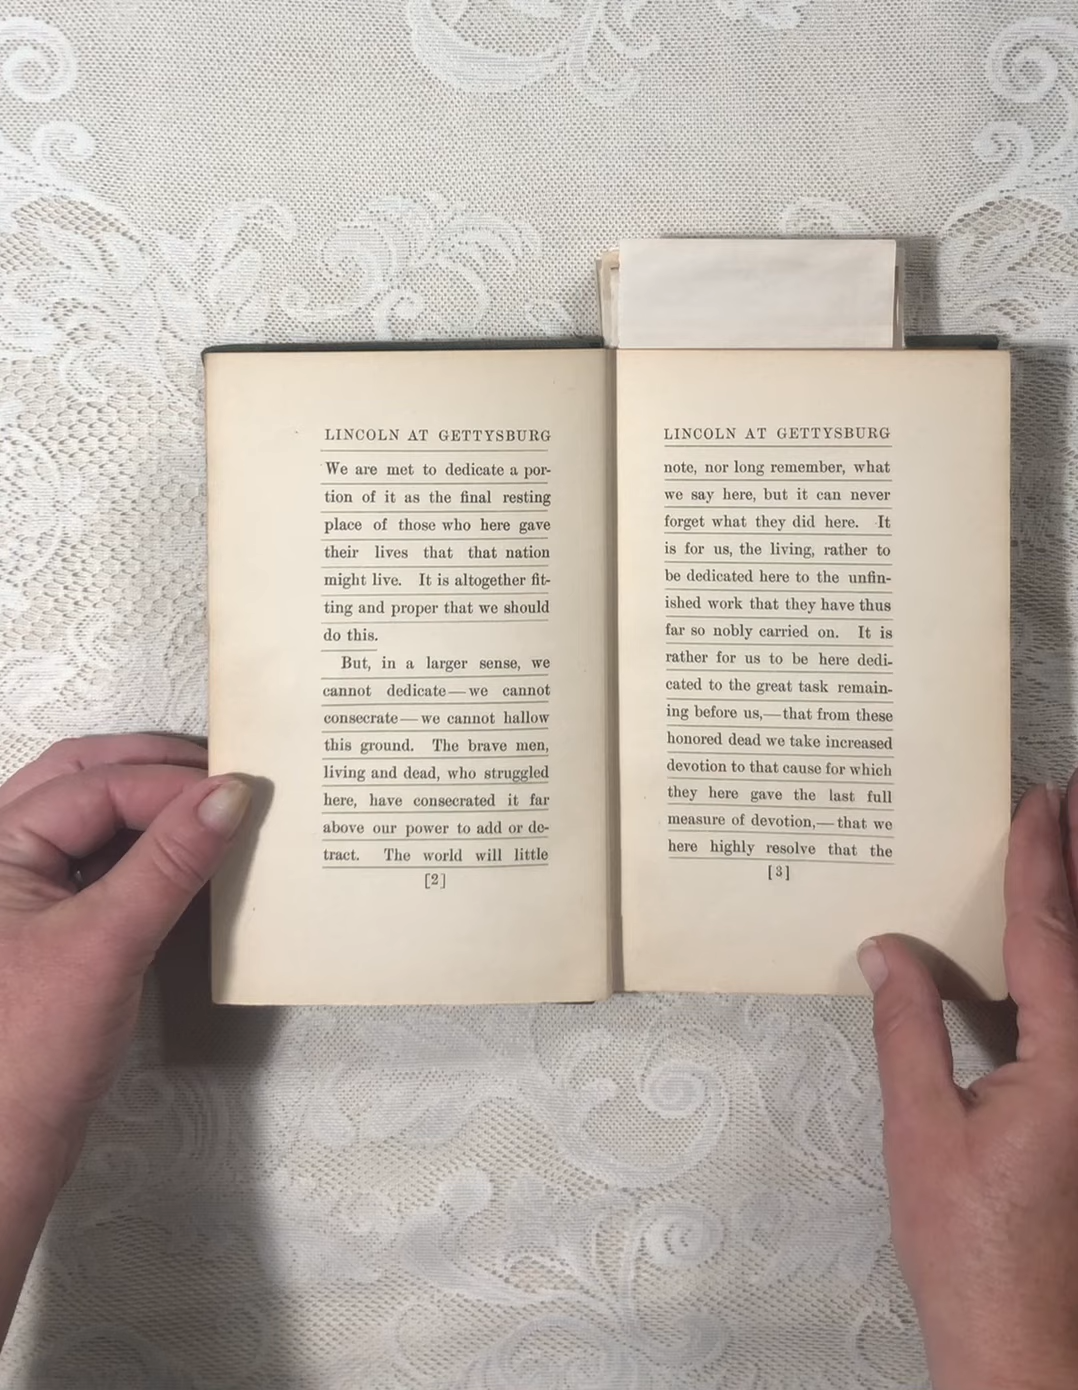 LINCOLN AT GETTYSBURG
We are met to dedicate a por-
tion of it as the final resting
place of those who here gave
their lives that that nation
might live. It is altogether fit-
ting and proper that we should
do this.
But, in a larger sense, we
cannot dedicate—we cannot
consecrate—we cannot hallow
this ground. The brave men,
living and dead, who struggled
here, have consecrated it far
above our power to add or de-
tract. The world will little
[2]
LINCOLN AT GETTYSBURG
note, nor long remember, what
we say here, but it can never
forget what they did here. It
is for us, the living, rather to
be dedicated here to the unfin-
ished work that they have thus
far so nobly carried on. It is
rather for us to be here dedi-
cated to the great task remain-
ing before us,—that from these
honored dead we take increased
devotion to that cause for which
they here gave the last full
measure of devotion,—that we
here highly resolve that the
[3]